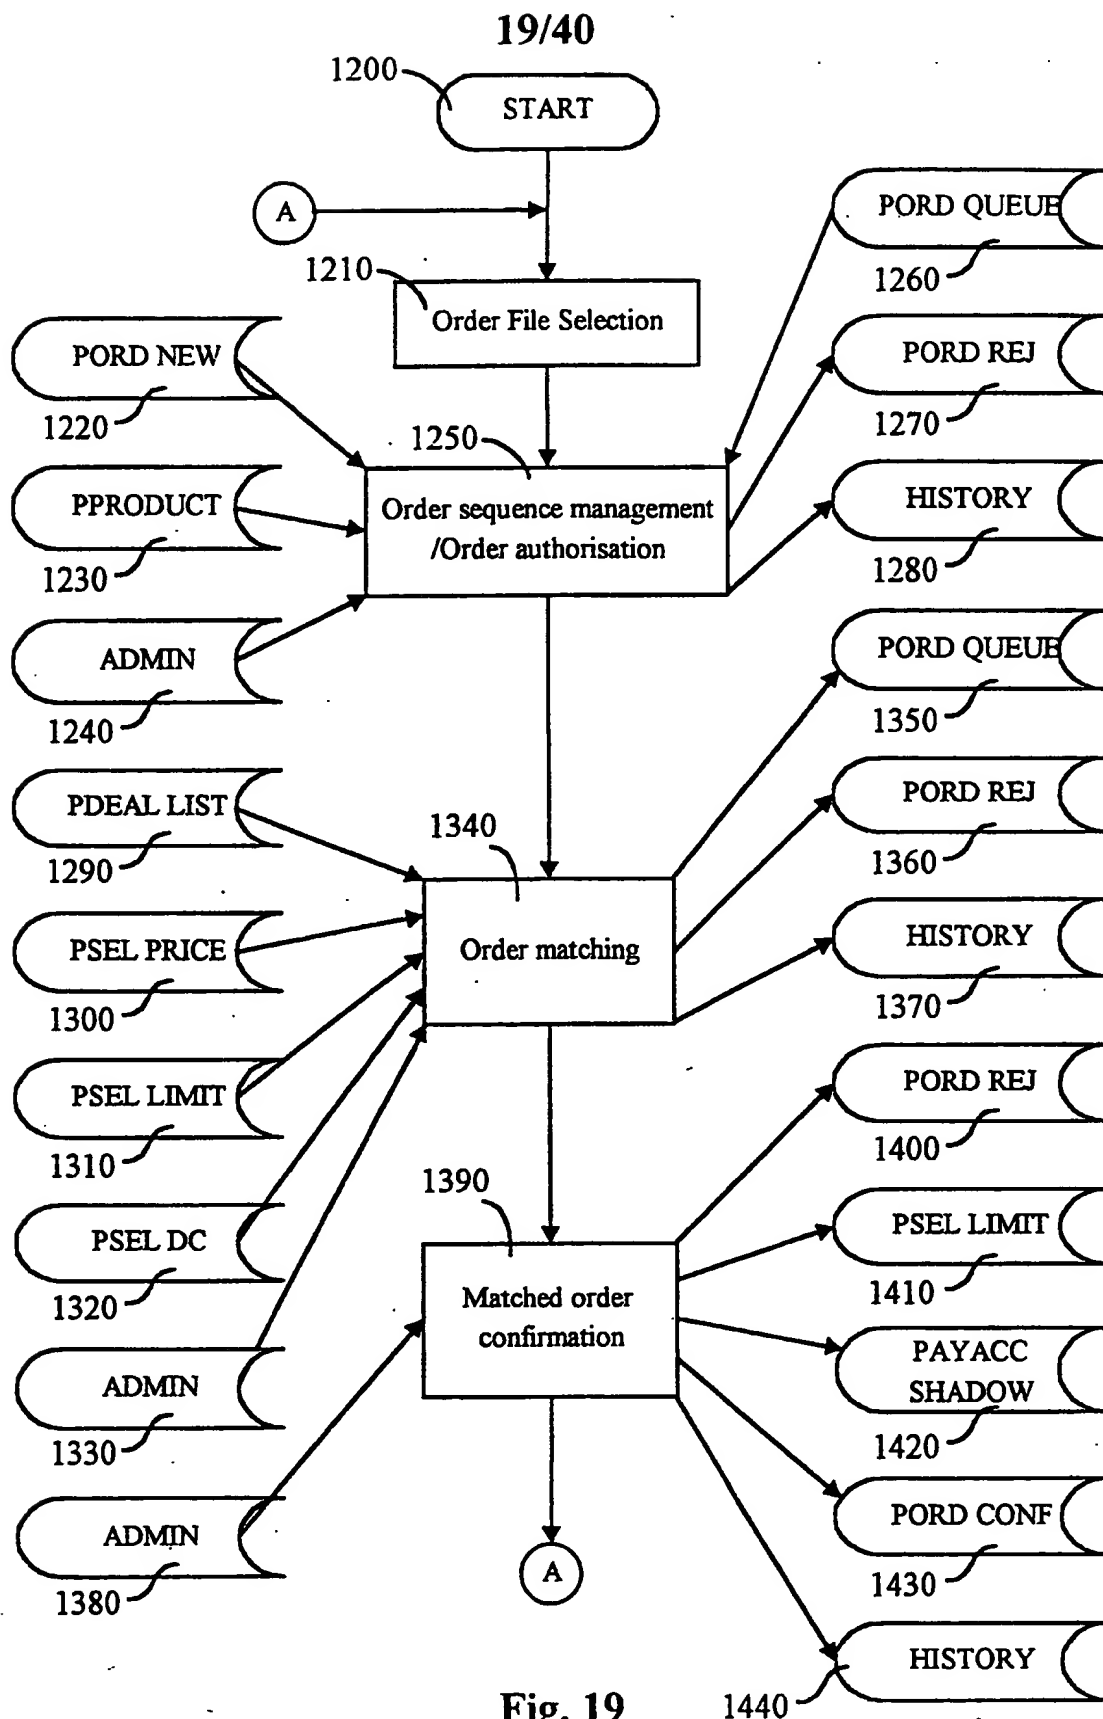 19/40
1200
START
A
PORD QUEUE
1260
1210
Order File Selection
PORD NEW
1220
PORD REJ
1270
1250
Order sequence management
/Order authorisation
PPRODUCT
1230
HISTORY
1280
ADMIN
1240
PORD QUEUE
1350
PDEAL LIST
1290
PORD REJ
1360
1340
Order matching
PSEL PRICE
1300
HISTORY
1370
PSEL LIMIT
1310
PORD REJ
1400
1390
Matched order
confirmation
PSEL DC
1320
PSEL LIMIT
1410
ADMIN
1330
PAYACC
SHADOW
1420
ADMIN
1380
PORD CONF
1430
A
HISTORY
1440
Fig. 19